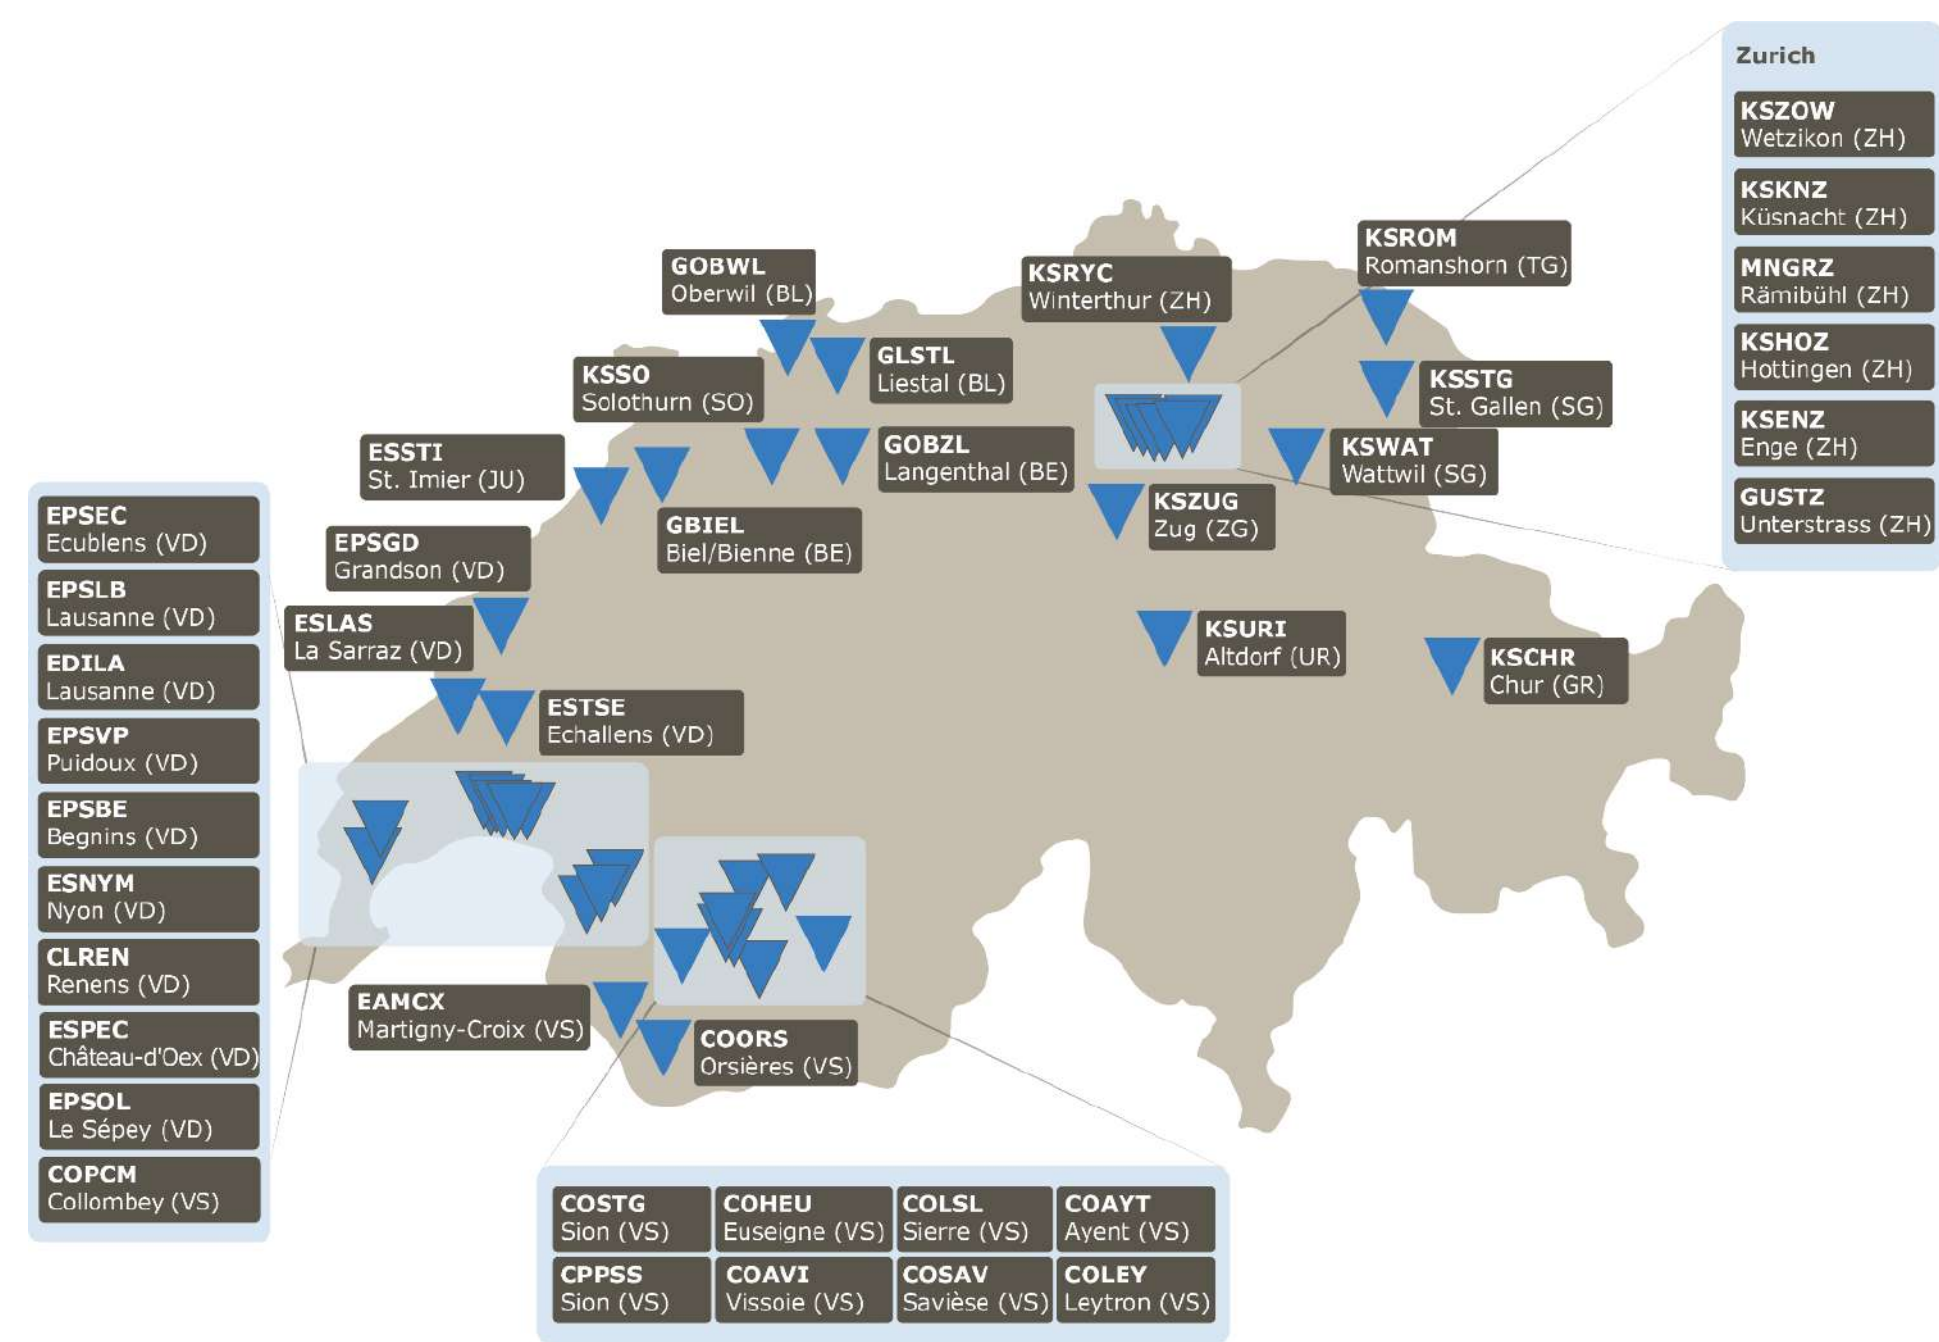 Zurich
KSZOW
Wetzikon (ZH)
KSKNZ
Küsnacht (ZH)
MNGRZ
Rämibühl (ZH)
KSHOZ
Hottingen (ZH)
KSENZ
Enge (ZH)
GUSTZ
Unterstrass (ZH)
KSROM
Romanshorn (TG)
KSRYC
Winterthur (ZH)
GOBWL
Oberwil (BL)
GLSTL
Liestal (BL)
KSSO
Solothurn (SO)
KSSTG
St. Gallen (SG)
GOBZL
Langenthal (BE)
KSWAT
Wattwil (SG)
ESSTI
St. Imier (JU)
KSZUG
Zug (ZG)
GBIEL
Biel/Bienne (BE)
EPSGD
Grandson (VD)
ESLAS
La Sarraz (VD)
KSURI
Altdorf (UR)
KSCHR
Chur (GR)
ESTSE
Echallens (VD)
EPSEC
Ecublens (VD)
EPSLB
Lausanne (VD)
EDILA
Lausanne (VD)
EPSVP
Puidoux (VD)
EPSBE
Begnins (VD)
ESNYM
Nyon (VD)
CLREN
Renens (VD)
ESPEC
Château-d'Oex (VD)
EPSOL
Le Sépey (VD)
COPCM
Collombey (VS)
EAMCX
Martigny-Croix (VS)
COORS
Orsières (VS)
COSTG
Sion (VS)
COHEU
Euseigne (VS)
COLSL
Sierre (VS)
COAYT
Ayent (VS)
CPPSS
Sion (VS)
COAVI
Vissoie (VS)
COSAV
Savièse (VS)
COLEY
Leytron (VS)